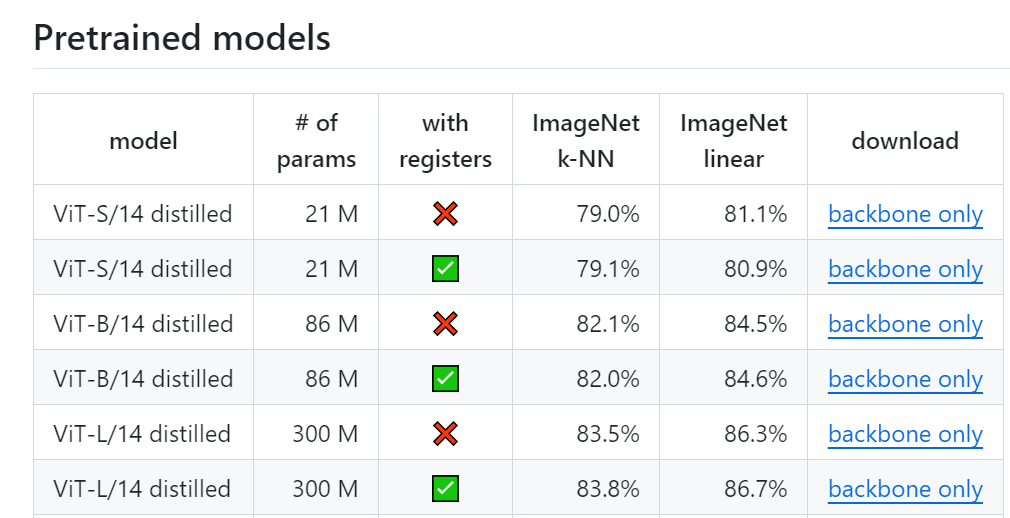 Pretrained models
model # of params with registers ImageNet k-NN ImageNet linear download
ViT-S/14 distilled 21 M ❌ 79.0% 81.1% backbone only
ViT-S/14 distilled 21 M ✅ 79.1% 80.9% backbone only
ViT-B/14 distilled 86 M ❌ 82.1% 84.5% backbone only
ViT-B/14 distilled 86 M ✅ 82.0% 84.6% backbone only
ViT-L/14 distilled 300 M ❌ 83.5% 86.3% backbone only
ViT-L/14 distilled 300 M ✅ 83.8% 86.7% backbone only